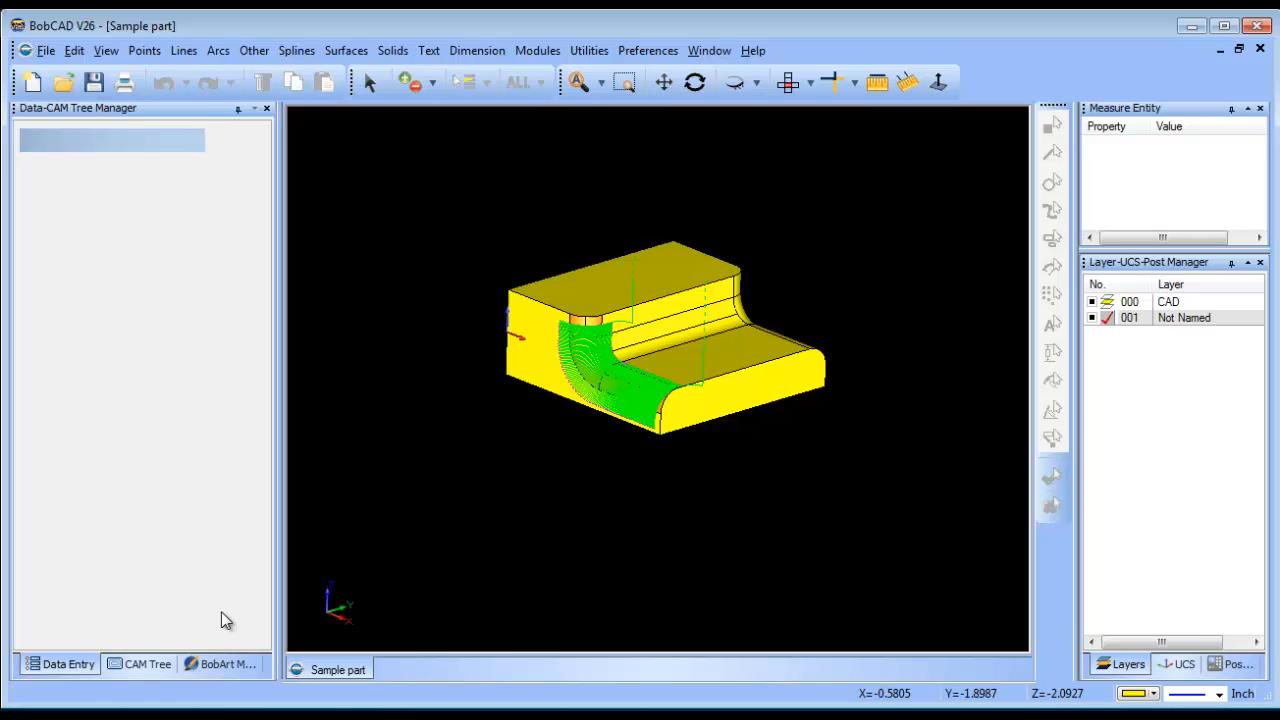 BobCAD V26 - [Sample part]
File Edit View Points Lines Arcs Other Splines Surfaces Solids Text Dimension Modules Utilities Preferences Window Help
ALL
Data-CAM Tree Manager
Measure Entity
Property Value
Layer-UCS-Post Manager
No. Layer
000 CAD
001 Not Named
Z
Y
X
Data Entry CAM Tree BobArt M...
Sample part
Layers UCS Pos...
X=-0.5805 Y=-1.8987 Z=-2.0927 Inch